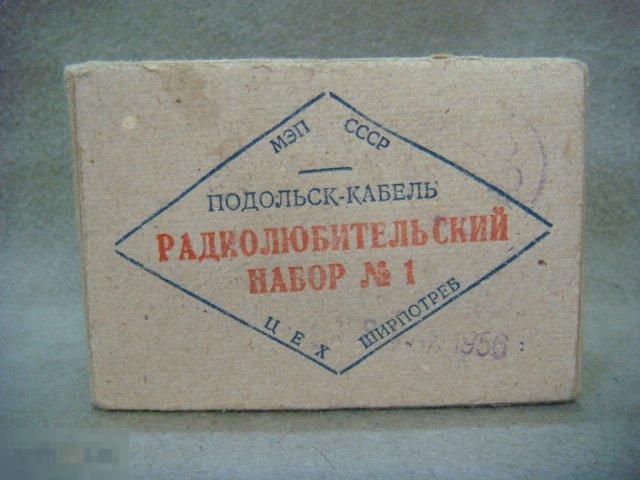 МЭП СССР
ПОДОЛЬСК-КАБЕЛЬ
РАДИОЛЮБИТЕЛЬСКИЙ
НАБОР № 1
ЦЕХ ШИРПОТРЕБ
1956